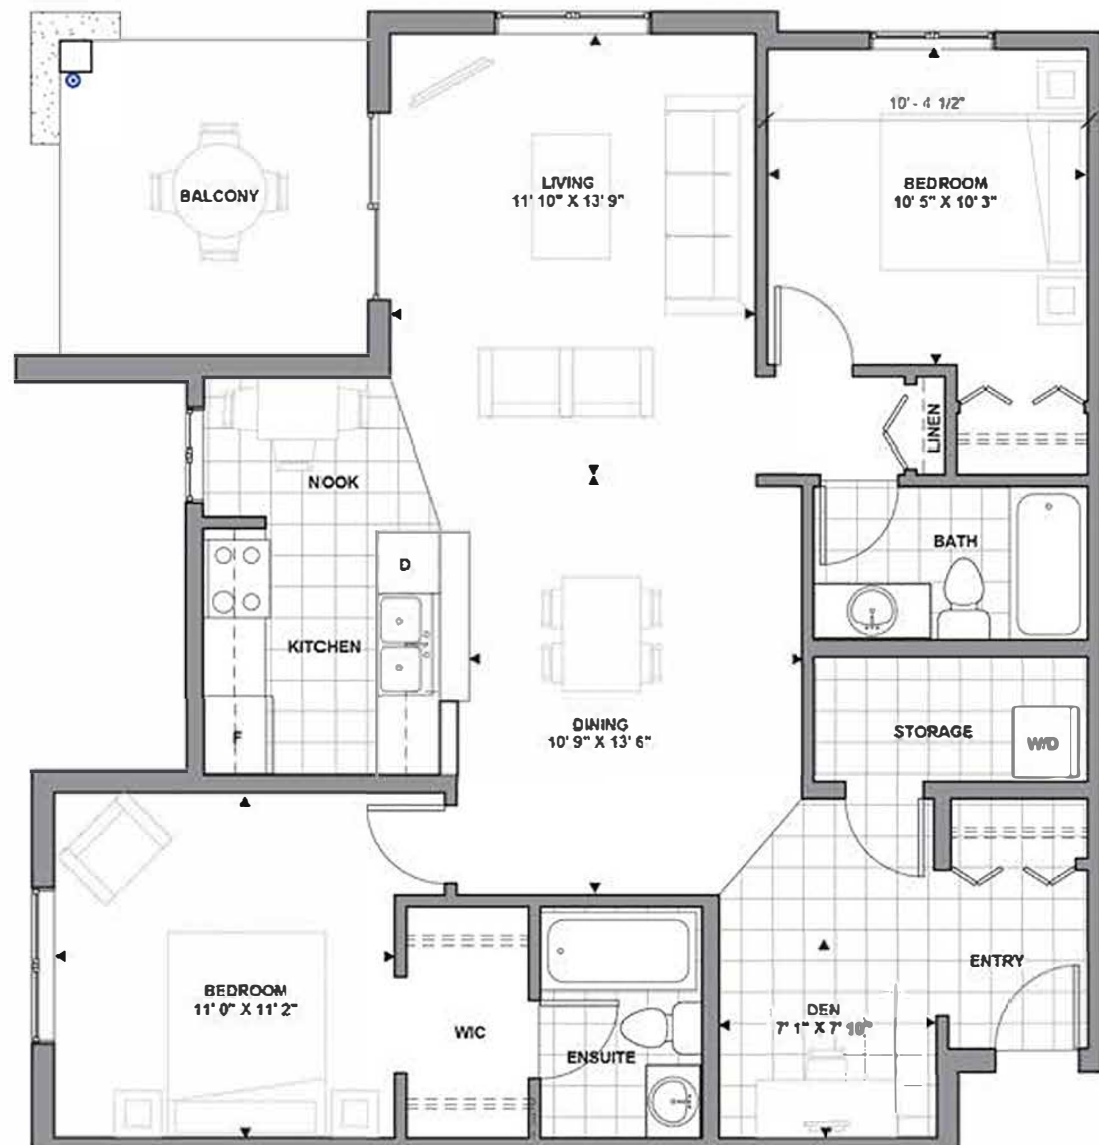 10'- 4 1/2"
BALCONY
LIVING
11' 10" X 13' 9"
BEDROOM
10' 5" X 10' 3"
LINEN
NOOK
BATH
D
KITCHEN
DINING
10' 9" X 13' 6"
STORAGE
W/D
F
ENTRY
BEDROOM
11' 0" X 11' 2"
WIC
ENSUITE
DEN
7' 1" X 7' 10"